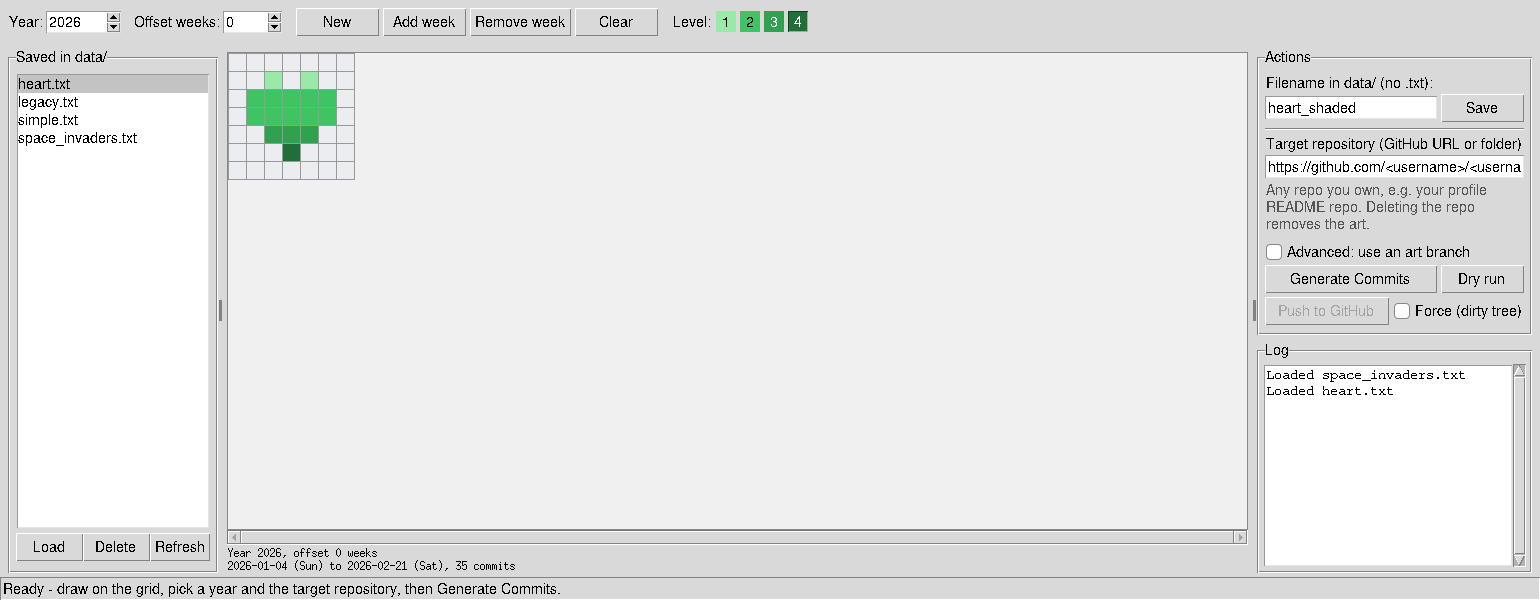 Year: 2026 Offset weeks: 0 New Add week Remove week Clear Level: 1 2 3 4
Saved in data/
heart.txt
legacy.txt
simple.txt
space_invaders.txt
Load Delete Refresh
Year 2026, offset 0 weeks
2026-01-04 (Sun) to 2026-02-21 (Sat), 35 commits
Actions
Filename in data/ (no .txt):
heart_shaded Save
Target repository (GitHub URL or folder)
https://github.com/<username>/<userna
Any repo you own, e.g. your profile
README repo. Deleting the repo
removes the art.
Advanced: use an art branch
Generate Commits Dry run
Push to GitHub Force (dirty tree)
Log
Loaded space_invaders.txt
Loaded heart.txt
Ready - draw on the grid, pick a year and the target repository, then Generate Commits.